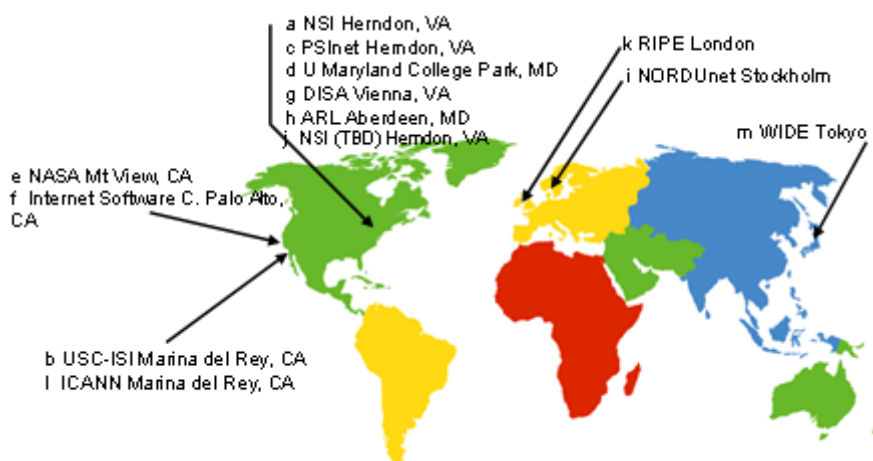 a NSI Herndon, VA
c PSInet Herndon, VA
d U Maryland College Park, MD
g DISA Vienna, VA
h ARL Aberdeen, MD
j NSI (TBD) Herndon, VA
k RIPE London
i NORDUnet Stockholm
m WIDE Tokyo
e NASA Mt View, CA
f Internet Software C. Palo Alto,
CA
b USC-ISI Marina del Rey, CA
l ICANN Marina del Rey, CA